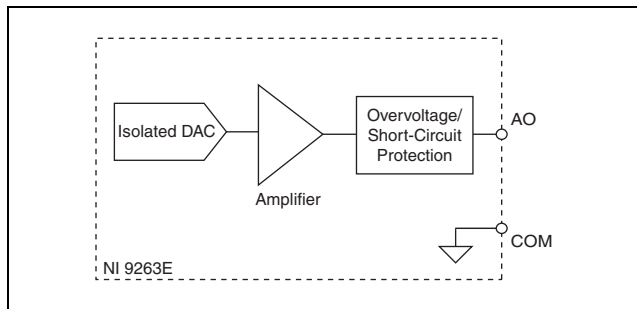 Isolated DAC
Amplifier
Overvoltage/
Short-Circuit
Protection
AO
COM
NI 9263E